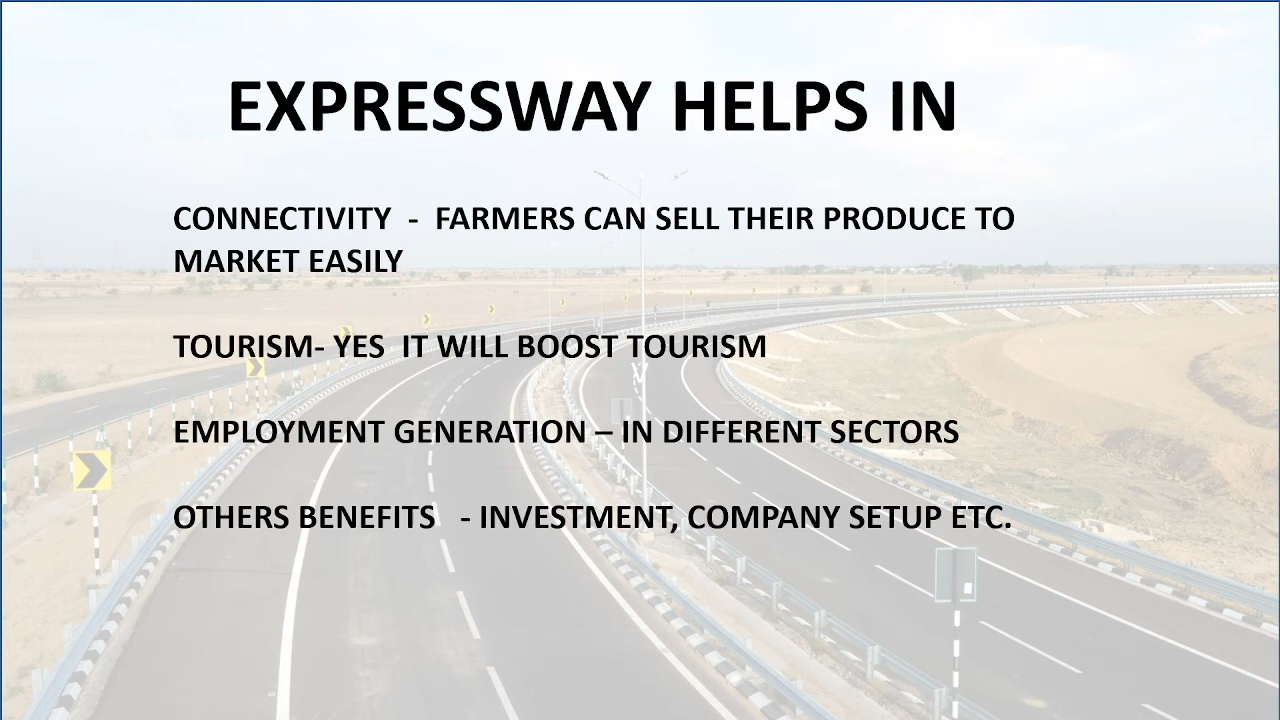 EXPRESSWAY HELPS IN
CONNECTIVITY  -  FARMERS CAN SELL THEIR PRODUCE TO
MARKET EASILY
TOURISM- YES  IT WILL BOOST TOURISM
EMPLOYMENT GENERATION – IN DIFFERENT SECTORS
OTHERS BENEFITS   - INVESTMENT, COMPANY SETUP ETC.